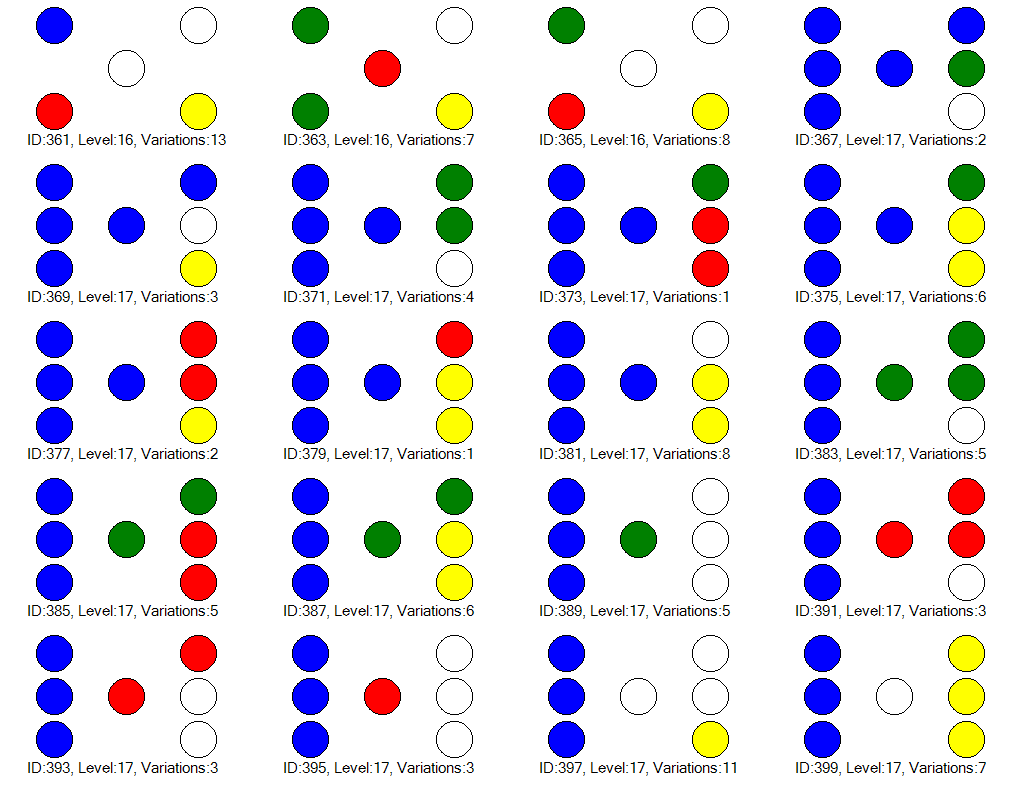 ID:361, Level:16, Variations:13
ID:363, Level:16, Variations:7
ID:365, Level:16, Variations:8
ID:367, Level:17, Variations:2
ID:369, Level:17, Variations:3
ID:371, Level:17, Variations:4
ID:373, Level:17, Variations:1
ID:375, Level:17, Variations:6
ID:377, Level:17, Variations:2
ID:379, Level:17, Variations:1
ID:381, Level:17, Variations:8
ID:383, Level:17, Variations:5
ID:385, Level:17, Variations:5
ID:387, Level:17, Variations:6
ID:389, Level:17, Variations:5
ID:391, Level:17, Variations:3
ID:393, Level:17, Variations:3
ID:395, Level:17, Variations:3
ID:397, Level:17, Variations:11
ID:399, Level:17, Variations:7